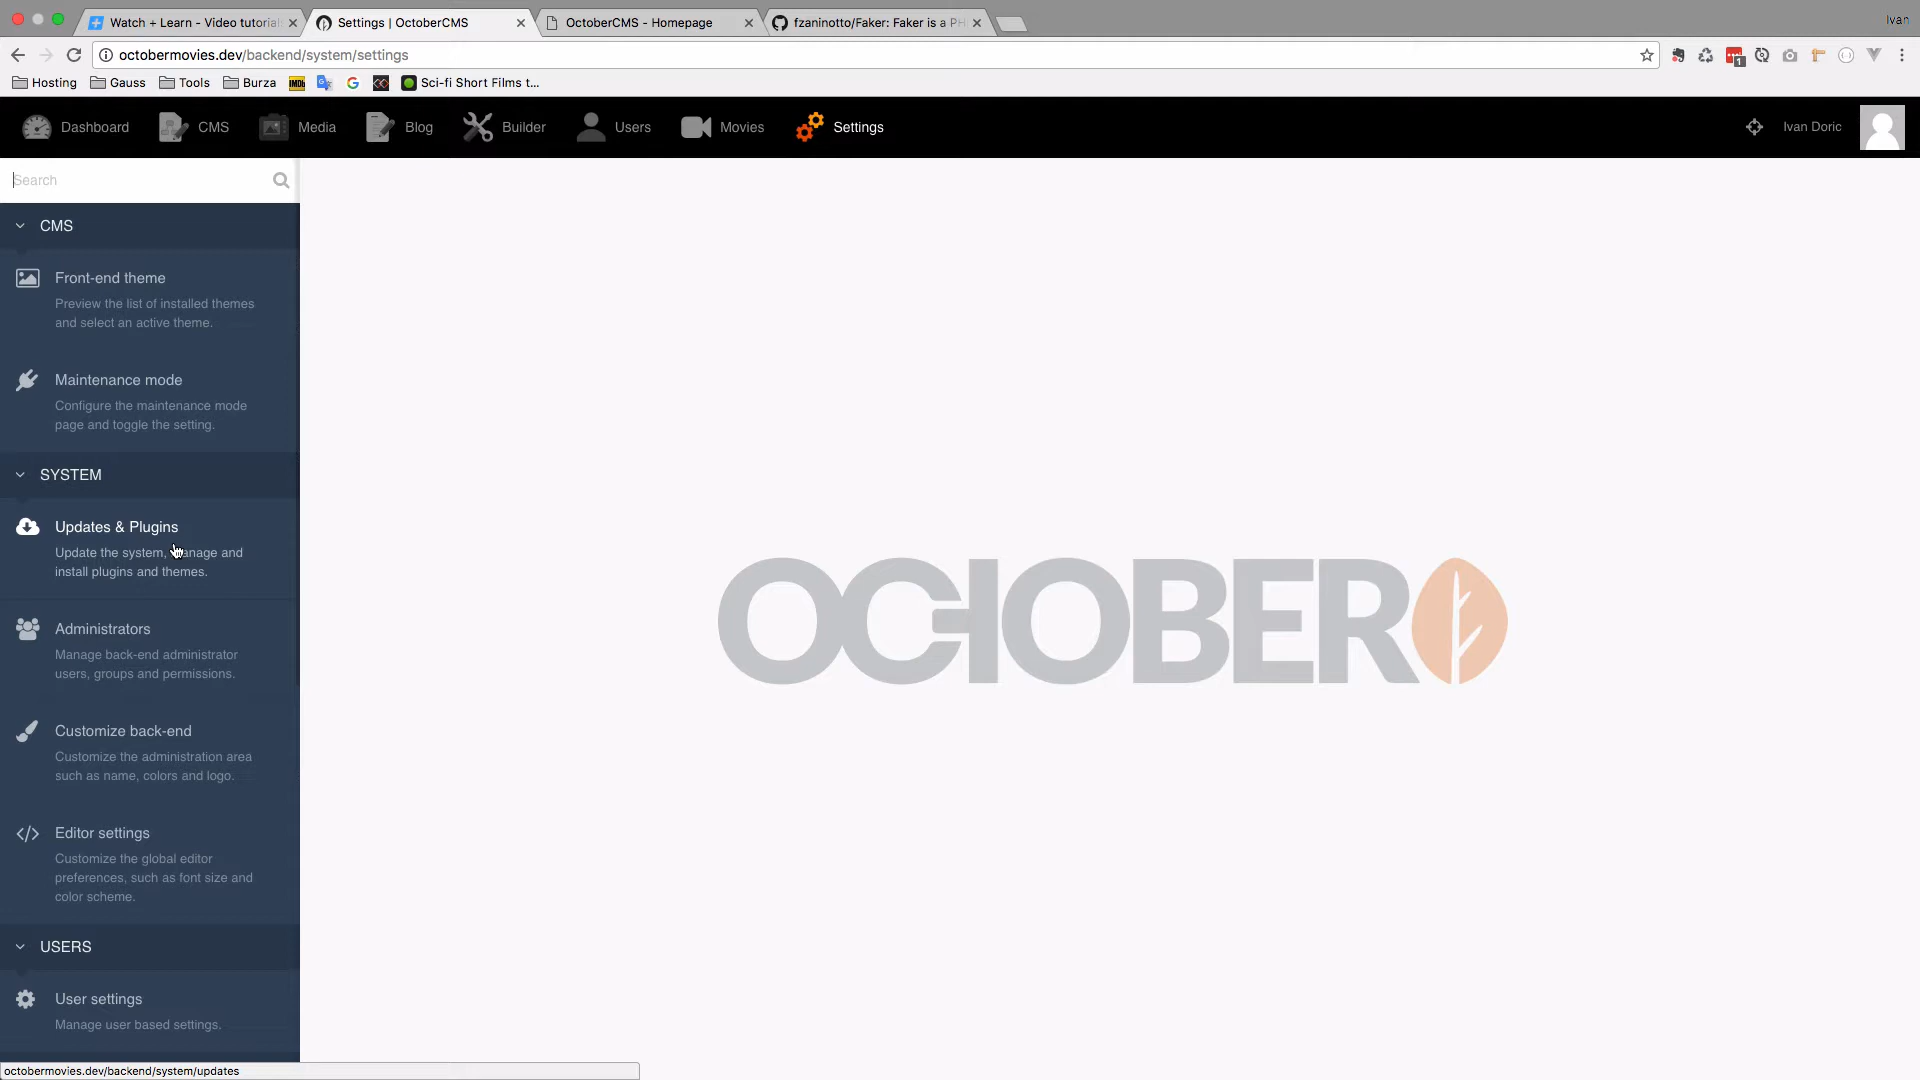 Watch + Learn - Video tutorial
Settings | OctoberCMS
OctoberCMS - Homepage
fzaninotto/Faker: Faker is a PH
Ivan
octobermovies.dev/backend/system/settings
1
Hosting
Gauss
Tools
Burza
IMDb
Sci-fi Short Films t...
Dashboard
CMS
Media
Blog
Builder
Users
Movies
Settings
Ivan Doric
Search
CMS
Front-end theme
Preview the list of installed themes
and select an active theme.
Maintenance mode
Configure the maintenance mode
page and toggle the setting.
SYSTEM
Updates & Plugins
Update the system, manage and
install plugins and themes.
Administrators
Manage back-end administrator
users, groups and permissions.
Customize back-end
Customize the administration area
such as name, colors and logo.
Editor settings
Customize the global editor
preferences, such as font size and
color scheme.
USERS
User settings
Manage user based settings.
OCTOBER
octobermovies.dev/backend/system/updates